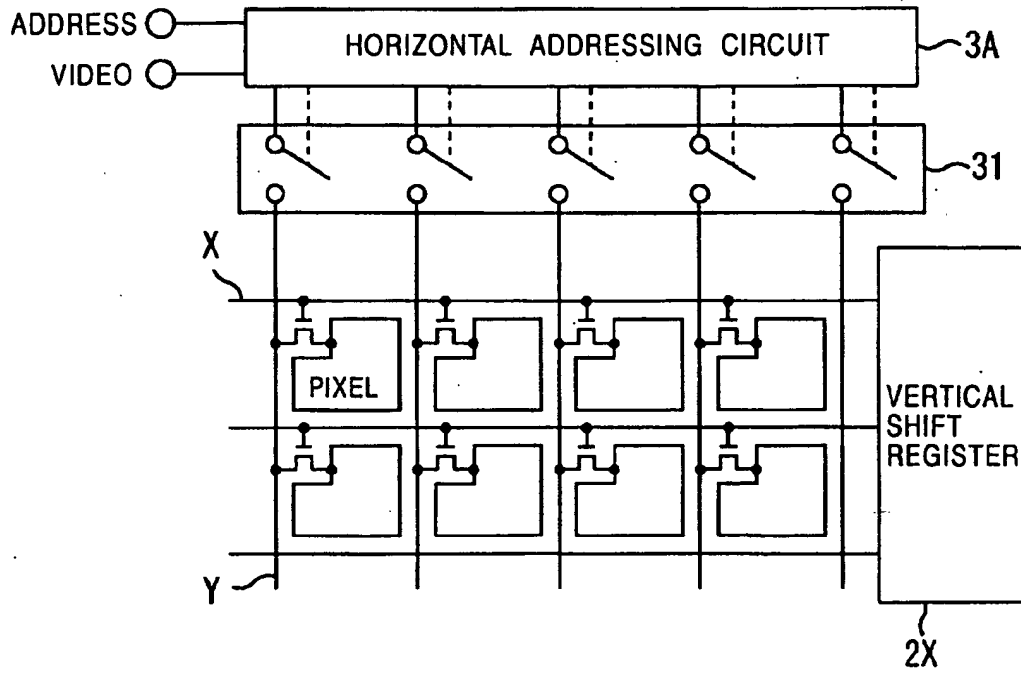 ADDRESS
HORIZONTAL ADDRESSING CIRCUIT
3A
VIDEO
31
X
PIXEL
VERTICAL
SHIFT
REGISTER
Y
2X